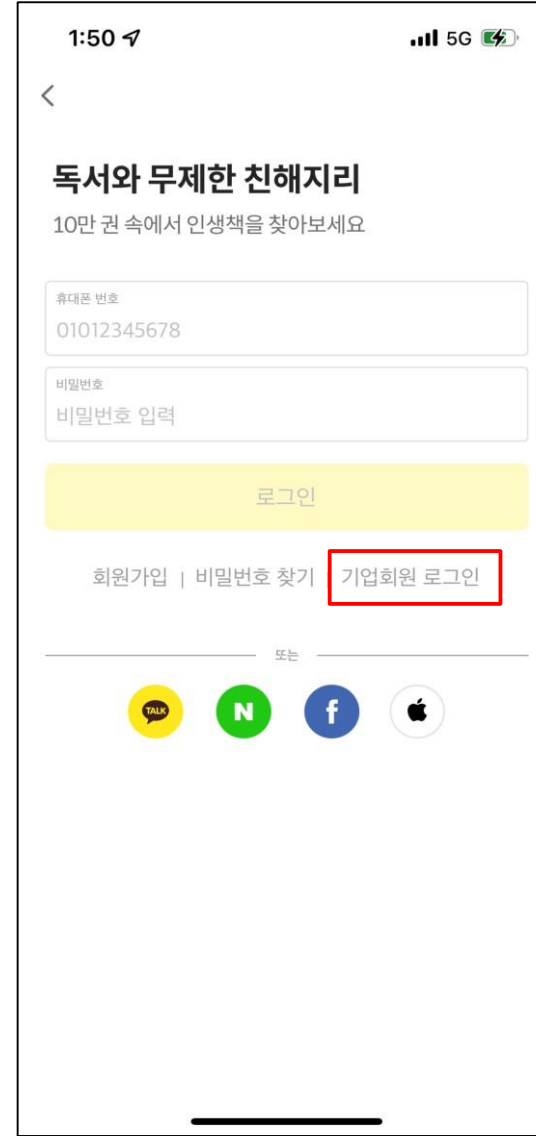 1:50 5G
독서와 무제한 친해지리
10만 권 속에서 인생책을 찾아보세요
휴대폰 번호
01012345678
비밀번호
비밀번호 입력
로그인
회원가입 | 비밀번호 찾기 기업회원 로그인
또는
TALK N f